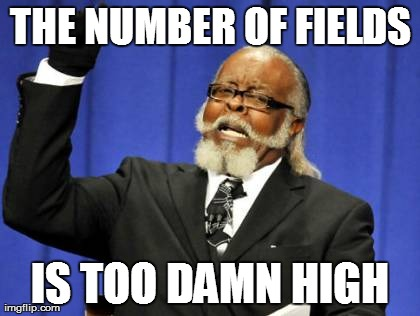 THE NUMBER OF FIELDS
IS TOO DAMN HIGH
imgflip.com